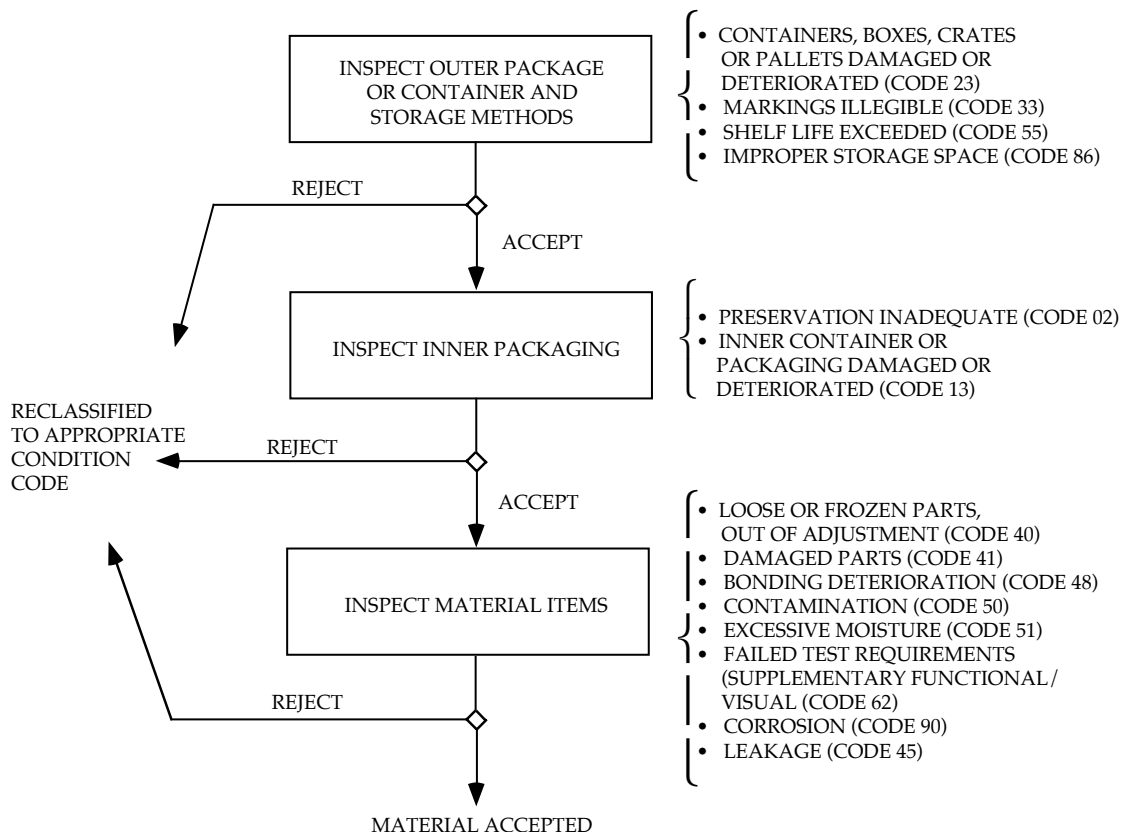 INSPECT OUTER PACKAGE
OR CONTAINER AND
STORAGE METHODS
• CONTAINERS, BOXES, CRATES
OR PALLETS DAMAGED OR
DETERIORATED (CODE 23)
• MARKINGS ILLEGIBLE (CODE 33)
• SHELF LIFE EXCEEDED (CODE 55)
• IMPROPER STORAGE SPACE (CODE 86)
REJECT
ACCEPT
INSPECT INNER PACKAGING
• PRESERVATION INADEQUATE (CODE 02)
• INNER CONTAINER OR
PACKAGING DAMAGED OR
DETERIORATED (CODE 13)
RECLASSIFIED
TO APPROPRIATE
CONDITION
CODE
REJECT
ACCEPT
INSPECT MATERIAL ITEMS
• LOOSE OR FROZEN PARTS,
OUT OF ADJUSTMENT (CODE 40)
• DAMAGED PARTS (CODE 41)
• BONDING DETERIORATION (CODE 48)
• CONTAMINATION (CODE 50)
• EXCESSIVE MOISTURE (CODE 51)
• FAILED TEST REQUIREMENTS
(SUPPLEMENTARY FUNCTIONAL/
VISUAL (CODE 62)
• CORROSION (CODE 90)
• LEAKAGE (CODE 45)
REJECT
MATERIAL ACCEPTED